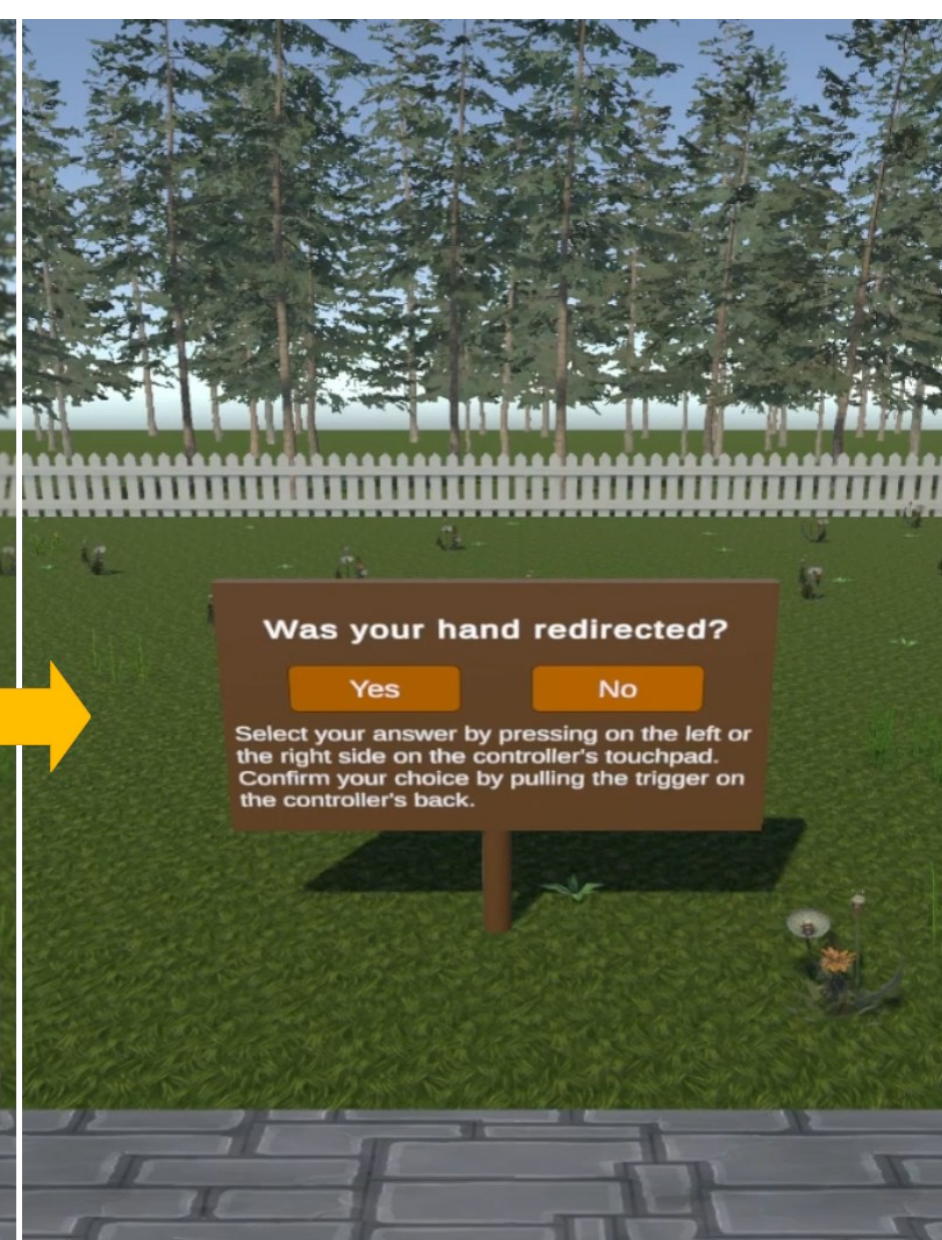 Was your hand redirected?
Yes
No
Select your answer by pressing on the left or
the right side on the controller's touchpad.
Confirm your choice by pulling the trigger on
the controller's back.